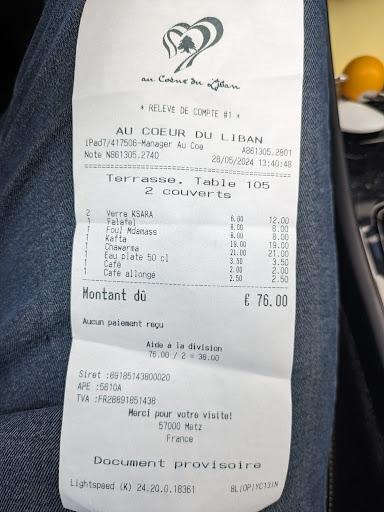 au Coeur du Liban
* RELEVE DE COMPTE #1 *
AU COEUR DU LIBAN
iPad7/417506-Manager Au Coe A861305.2801
Note N861305.2740 28/05/2024 13:40:48
Terrasse, Table 105
2 couverts
2 Verre KSARA 6.00 12.00
1 Falafel 8.00 8.00
1 Foul Mdamass 8.00 8.00
1 Kafta 19.00 19.00
1 Chawarma 21.00 21.00
1 Eau plate 50 cl 3.50 3.50
1 Café 2.00 2.00
1 Café allongé 2.50 2.50
Montant dû € 76.00
Aucun paiement reçu
Aide à la division
76.00 / 2 = 38.00
Siret :89185143800020
APE :5610A
TVA :FR28891851438
Merci pour votre visite!
57000 Metz
France
Document provisoire
Lightspeed (K) 24.20.0.18361 BL|OP|YC13IN